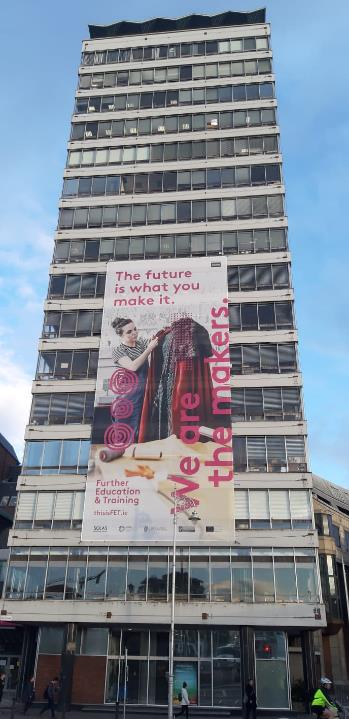 The future
is what you
make it.
We are
the makers.
Further
Education
& Training
thisisFET.ie
SOLAS